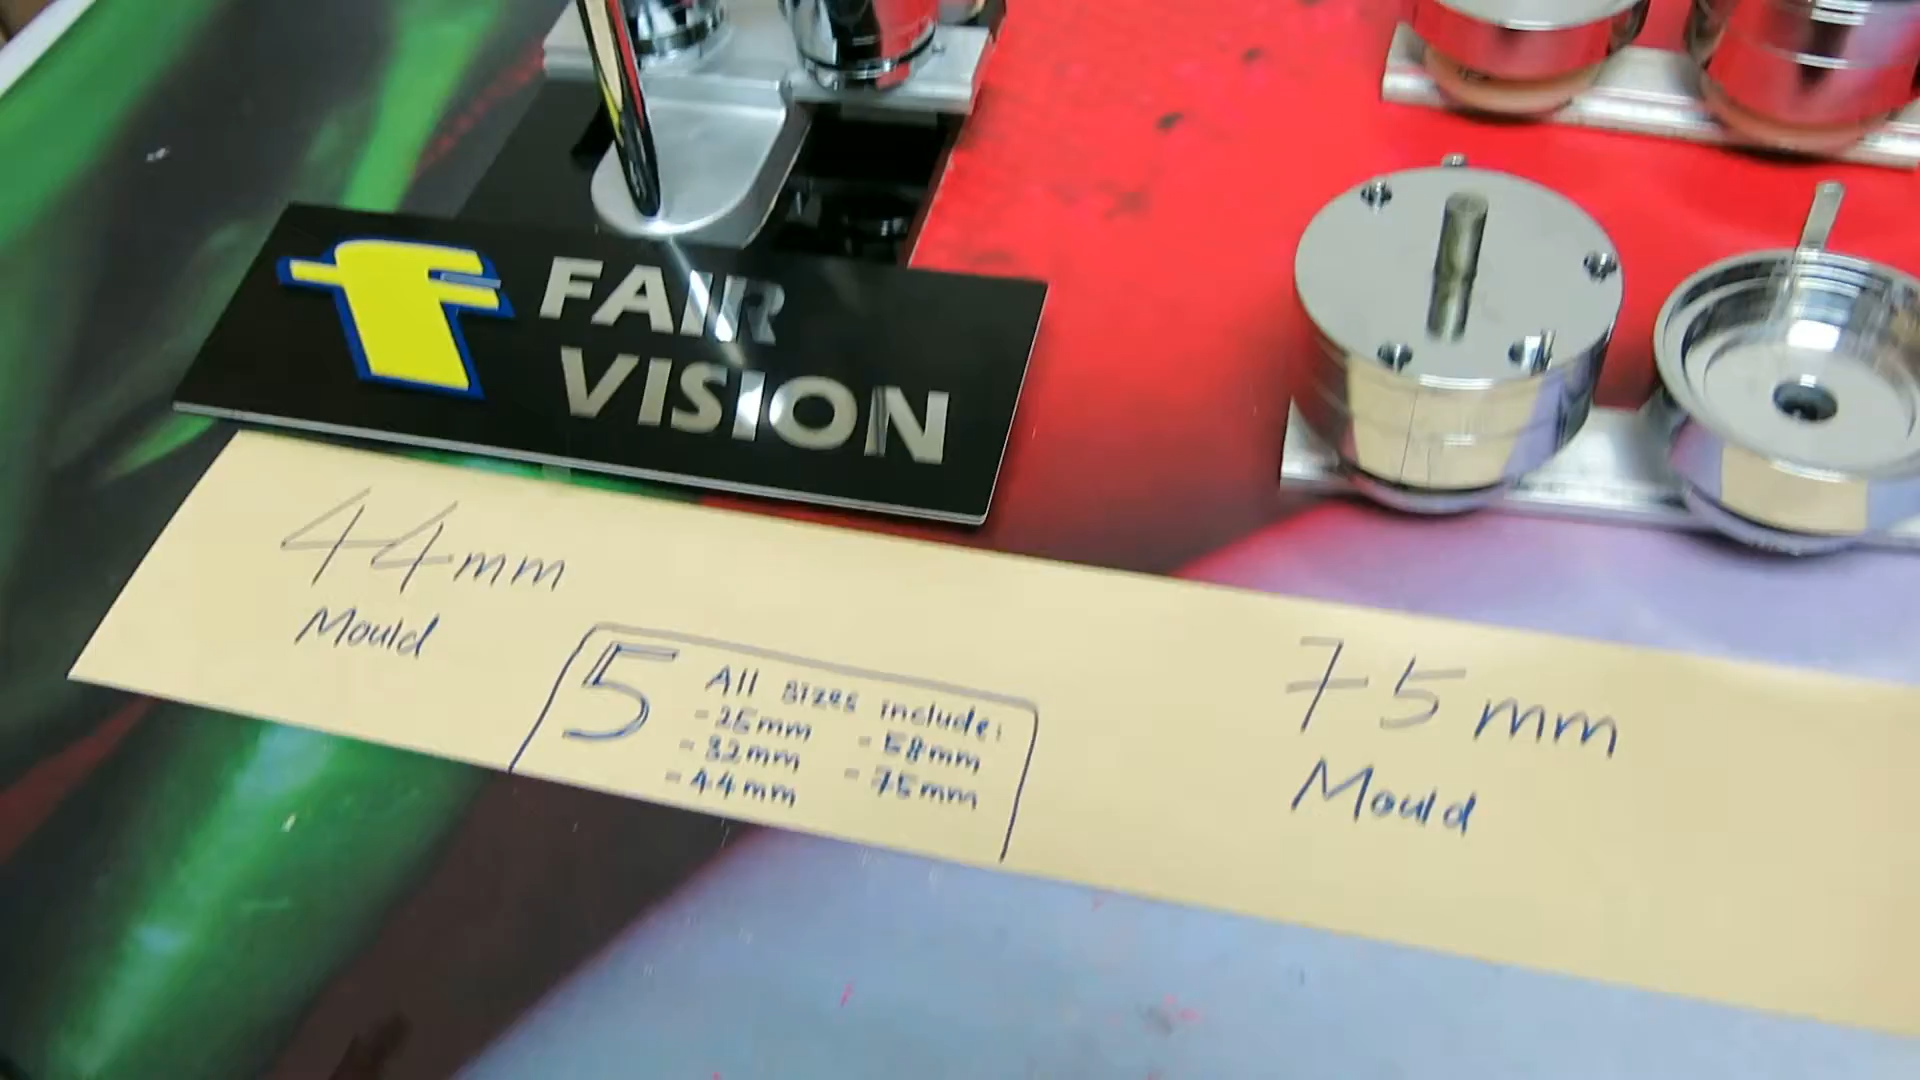 FAIR
VISION
44mm
Mould
5
All sizes include:
- 25mm
- 32mm
- 44mm
- 58mm
- 75mm
75mm
Mould